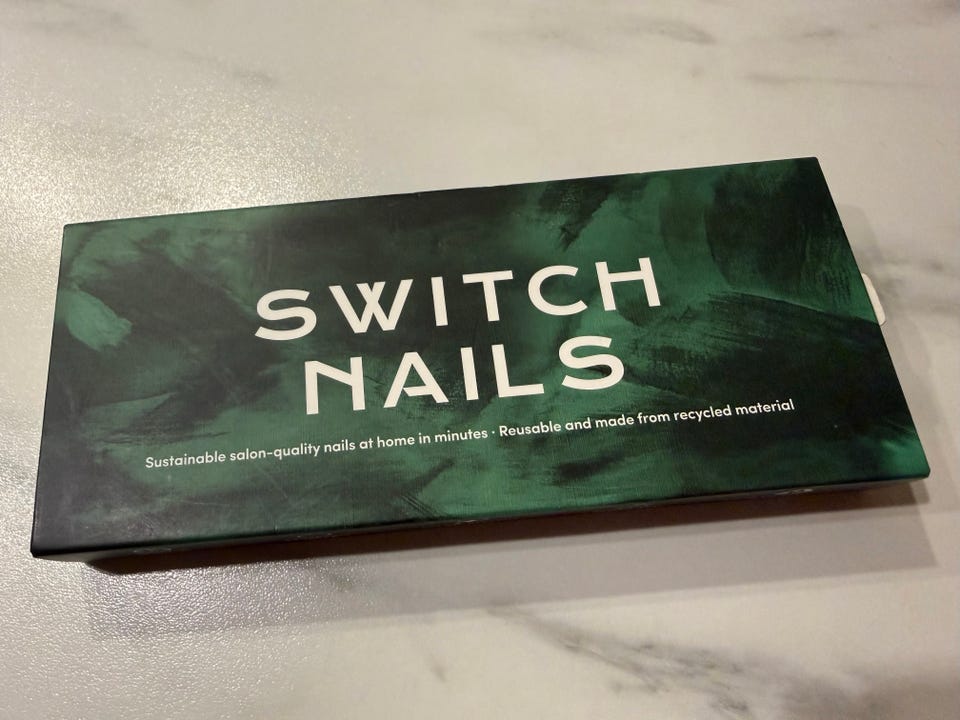 SWITCH
NAILS
Sustainable salon-quality nails at home in minutes · Reusable and made from recycled material